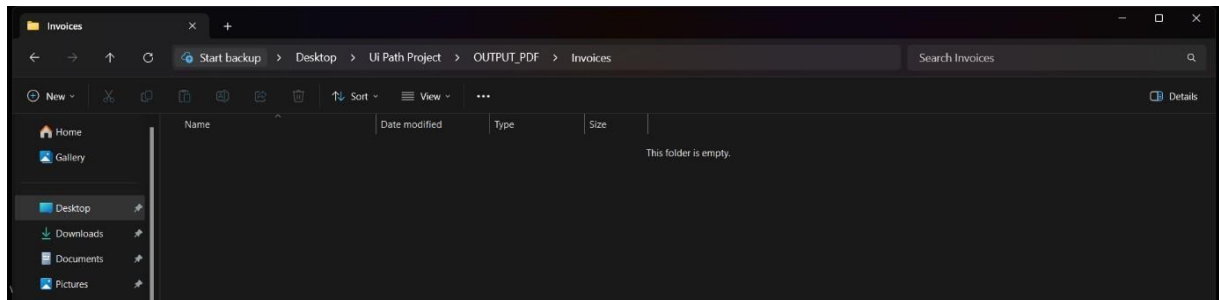 Invoices
Start backup > Desktop > Ui Path Project > OUTPUT_PDF > Invoices
Search Invoices
New
Sort
View
Details
Name
Date modified
Type
Size
This folder is empty.
Home
Gallery
Desktop
Downloads
Documents
Pictures